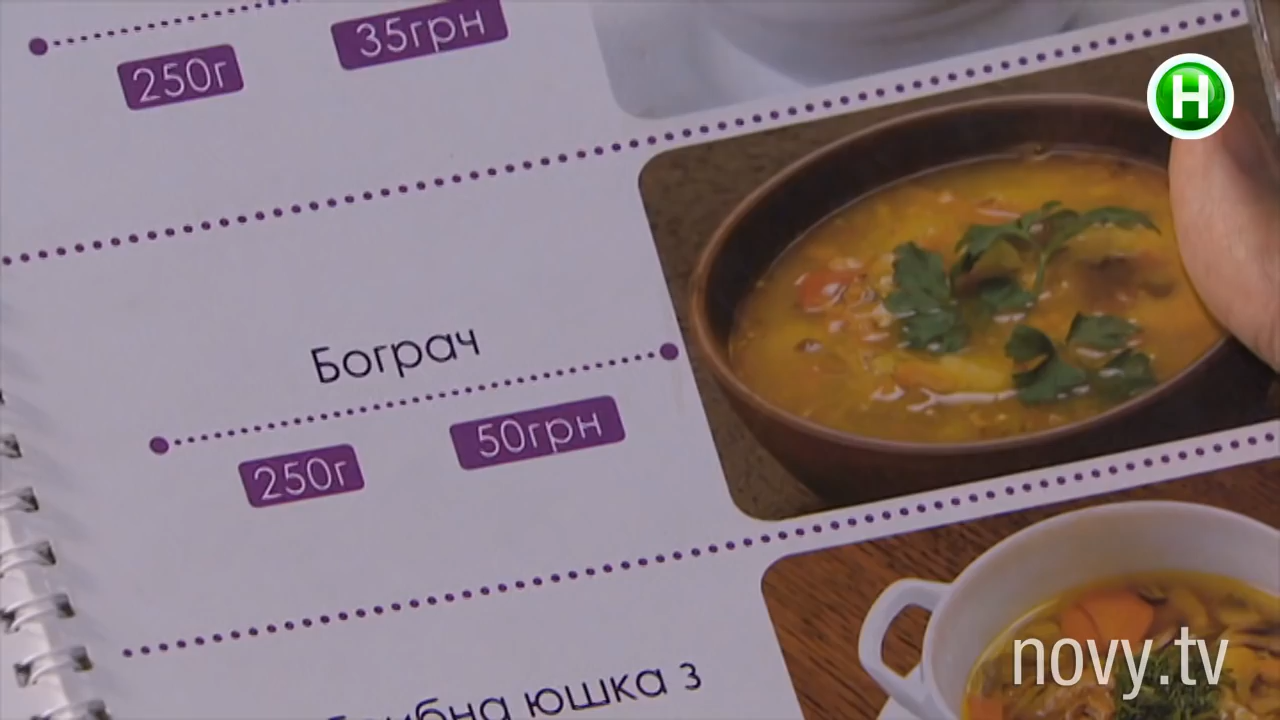 35грн
250г
H
Бограч
50грн
250г
юшка з
novy.tv